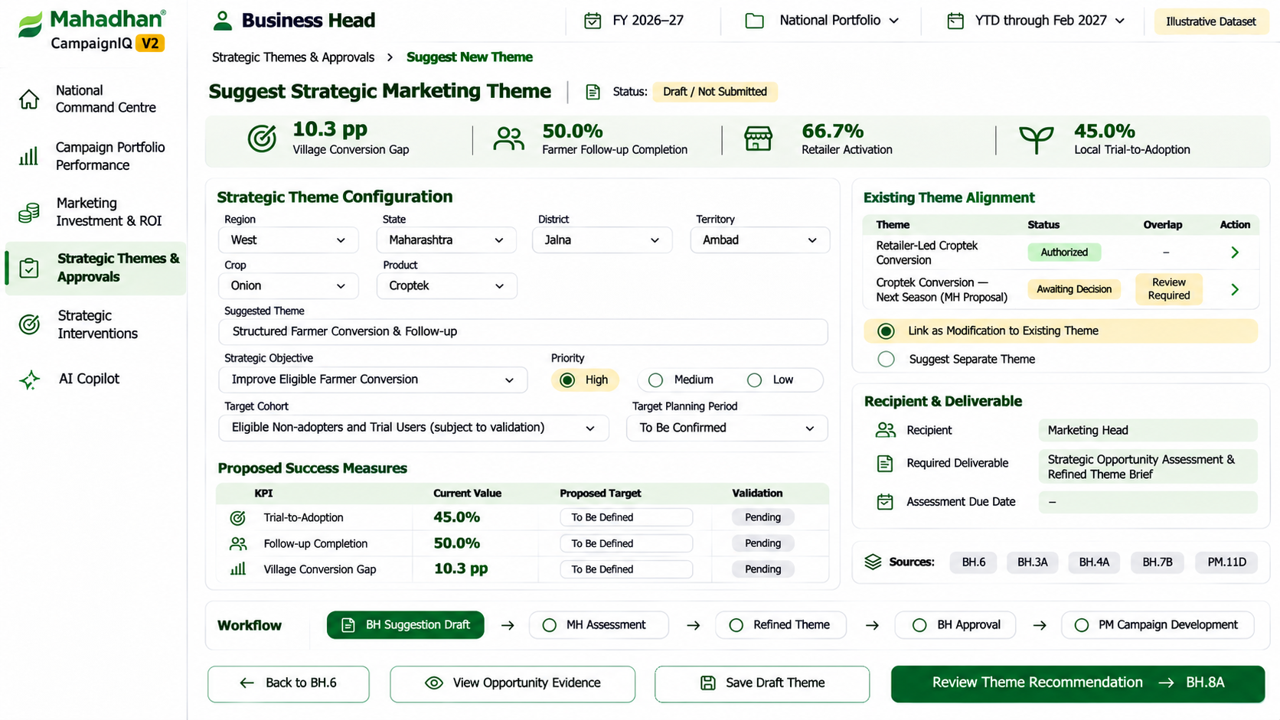 Mahadhan®
CampaignIQ V2
National
Command Centre
Campaign Portfolio
Performance
Marketing
Investment & ROI
Strategic Themes &
Approvals
Strategic
Interventions
AI Copilot
Business Head
FY 2026–27
National Portfolio
YTD through Feb 2027
Illustrative Dataset
Strategic Themes & Approvals > Suggest New Theme
Suggest Strategic Marketing Theme
Status: Draft / Not Submitted
10.3 pp
Village Conversion Gap
50.0%
Farmer Follow-up Completion
66.7%
Retailer Activation
45.0%
Local Trial-to-Adoption
Strategic Theme Configuration
Region State District Territory
West Maharashtra Jalna Ambad
Crop Product
Onion Croptek
Suggested Theme
Structured Farmer Conversion & Follow-up
Strategic Objective Priority
Improve Eligible Farmer Conversion High Medium Low
Target Cohort Target Planning Period
Eligible Non-adopters and Trial Users (subject to validation) To Be Confirmed
Proposed Success Measures
KPI Current Value Proposed Target Validation
Trial-to-Adoption 45.0% To Be Defined Pending
Follow-up Completion 50.0% To Be Defined Pending
Village Conversion Gap 10.3 pp To Be Defined Pending
Existing Theme Alignment
Theme Status Overlap Action
Retailer-Led Croptek
Conversion
Authorized –
Croptek Conversion —
Next Season (MH Proposal)
Awaiting Decision
Review
Required
Link as Modification to Existing Theme
Suggest Separate Theme
Recipient & Deliverable
Recipient Marketing Head
Required Deliverable
Strategic Opportunity Assessment &
Refined Theme Brief
Assessment Due Date –
Sources: BH.6 BH.3A BH.4A BH.7B PM.11D
Workflow BH Suggestion Draft → MH Assessment → Refined Theme → BH Approval → PM Campaign Development
← Back to BH.6
View Opportunity Evidence
Save Draft Theme
Review Theme Recommendation → BH.8A